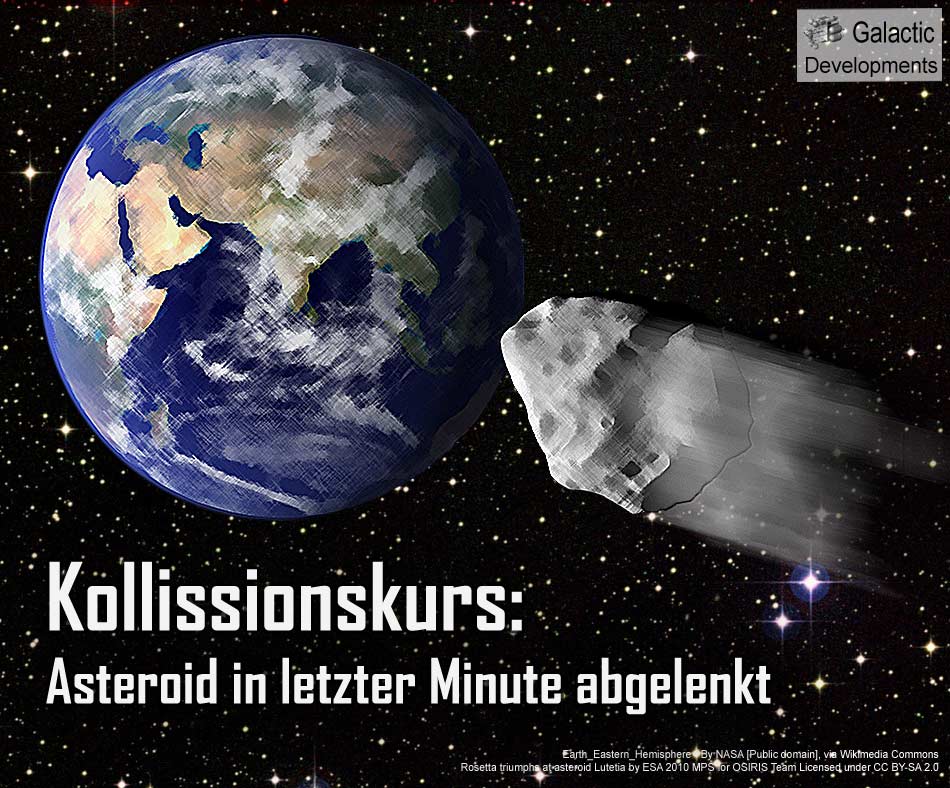 Galactic
Developments
Kollissionskurs:
Asteroid in letzter Minute abgelenkt
Earth_Eastern_Hemisphere - By NASA [Public domain], via Wikimedia Commons
Rosetta triumphs at asteroid Lutetia by ESA 2010 MPS for OSIRIS Team Licensed under CC BY-SA 2.0